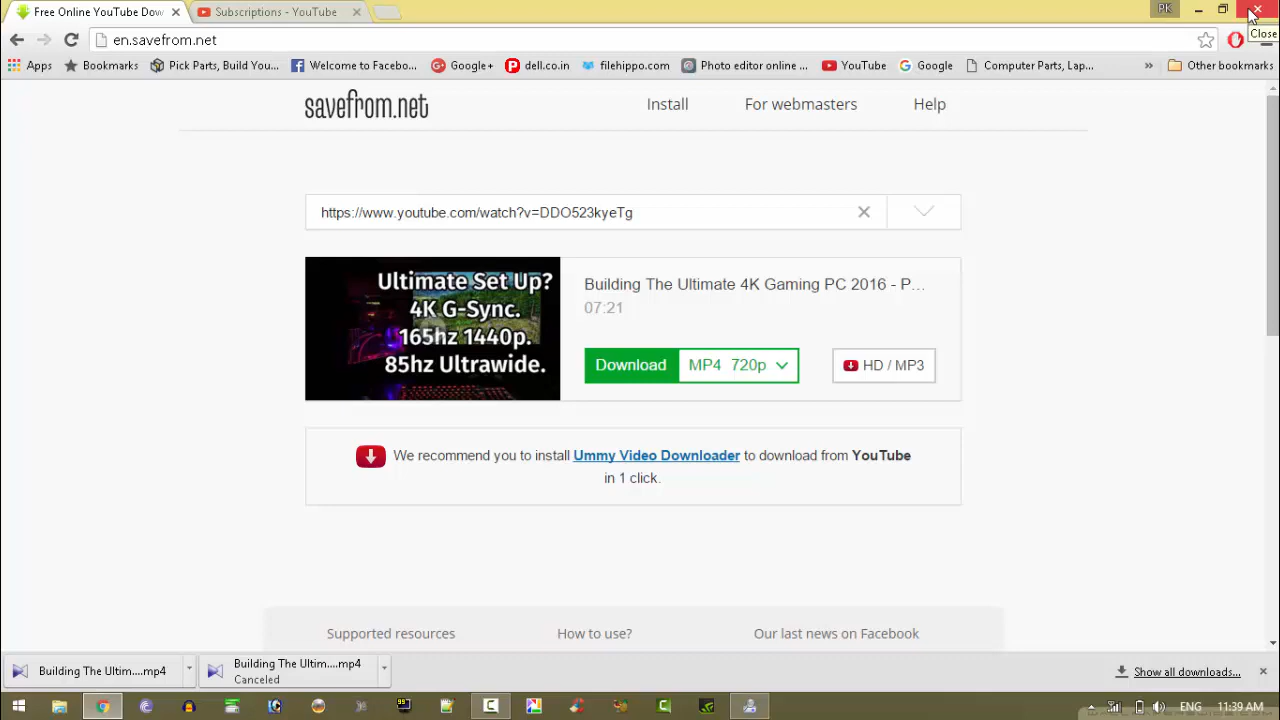 Free Online YouTube Dow
Subscriptions - YouTube
PK
Close
en.savefrom.net
Apps
Bookmarks
Pick Parts, Build You...
Welcome to Facebo...
Google+
dell.co.in
filehippo.com
Photo editor online ...
YouTube
Google
Computer Parts, Lap...
»
Other bookmarks
savefrom.net
Install
For webmasters
Help
https://www.youtube.com/watch?v=DDO523kyeTg
Ultimate Set Up?
4K G-Sync.
165hz 1440p.
85hz Ultrawide.
Building The Ultimate 4K Gaming PC 2016 - P...
07:21
Download
MP4 720p
HD / MP3
We recommend you to install Ummy Video Downloader to download from YouTube
in 1 click.
Supported resources
How to use?
Our last news on Facebook
Building The Ultim....mp4
Building The Ultim....mp4
Canceled
Show all downloads...
ENG
11:39 AM